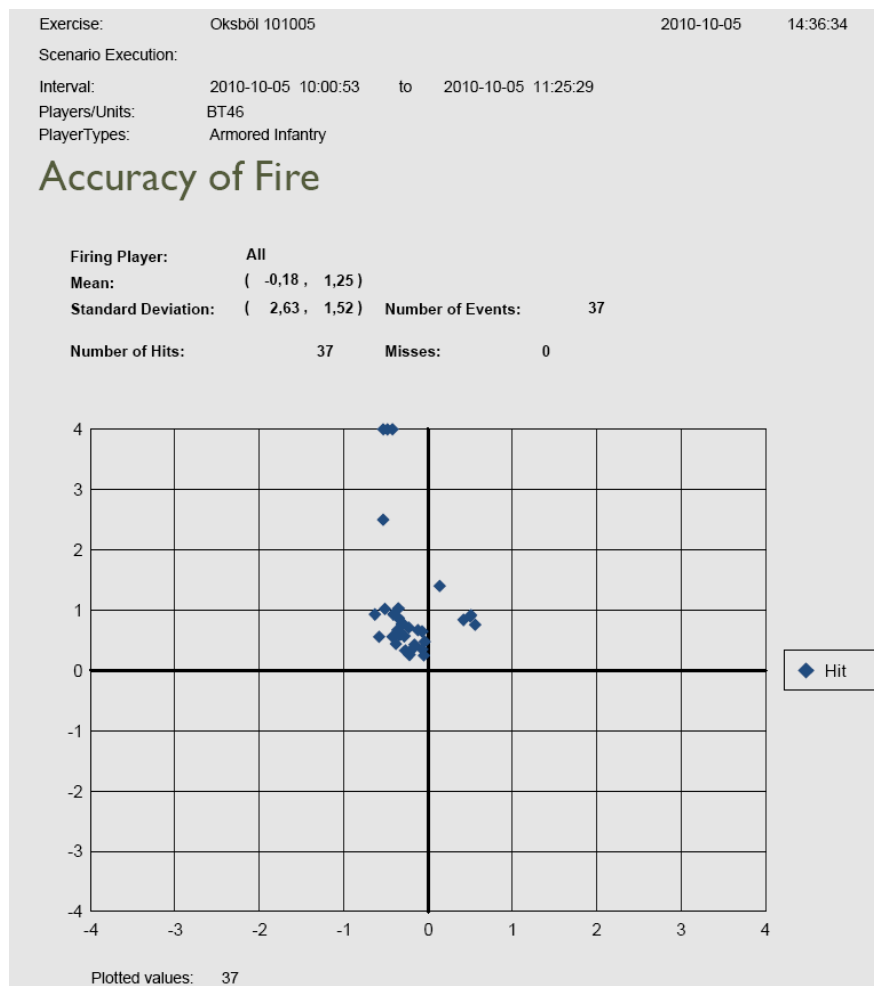 Exercise: Oksböl 101005 2010-10-05 14:36:34
Scenario Execution:
Interval: 2010-10-05 10:00:53 to 2010-10-05 11:25:29
Players/Units: BT46
PlayerTypes: Armored Infantry
Accuracy of Fire
Firing Player: All
Mean: ( -0,18 , 1,25 )
Standard Deviation: ( 2,63 , 1,52 ) Number of Events: 37
Number of Hits: 37 Misses: 0
4
3
2
1
0
Hit
-1
-2
-3
-4
-4 -3 -2 -1 0 1 2 3 4
Plotted values: 37